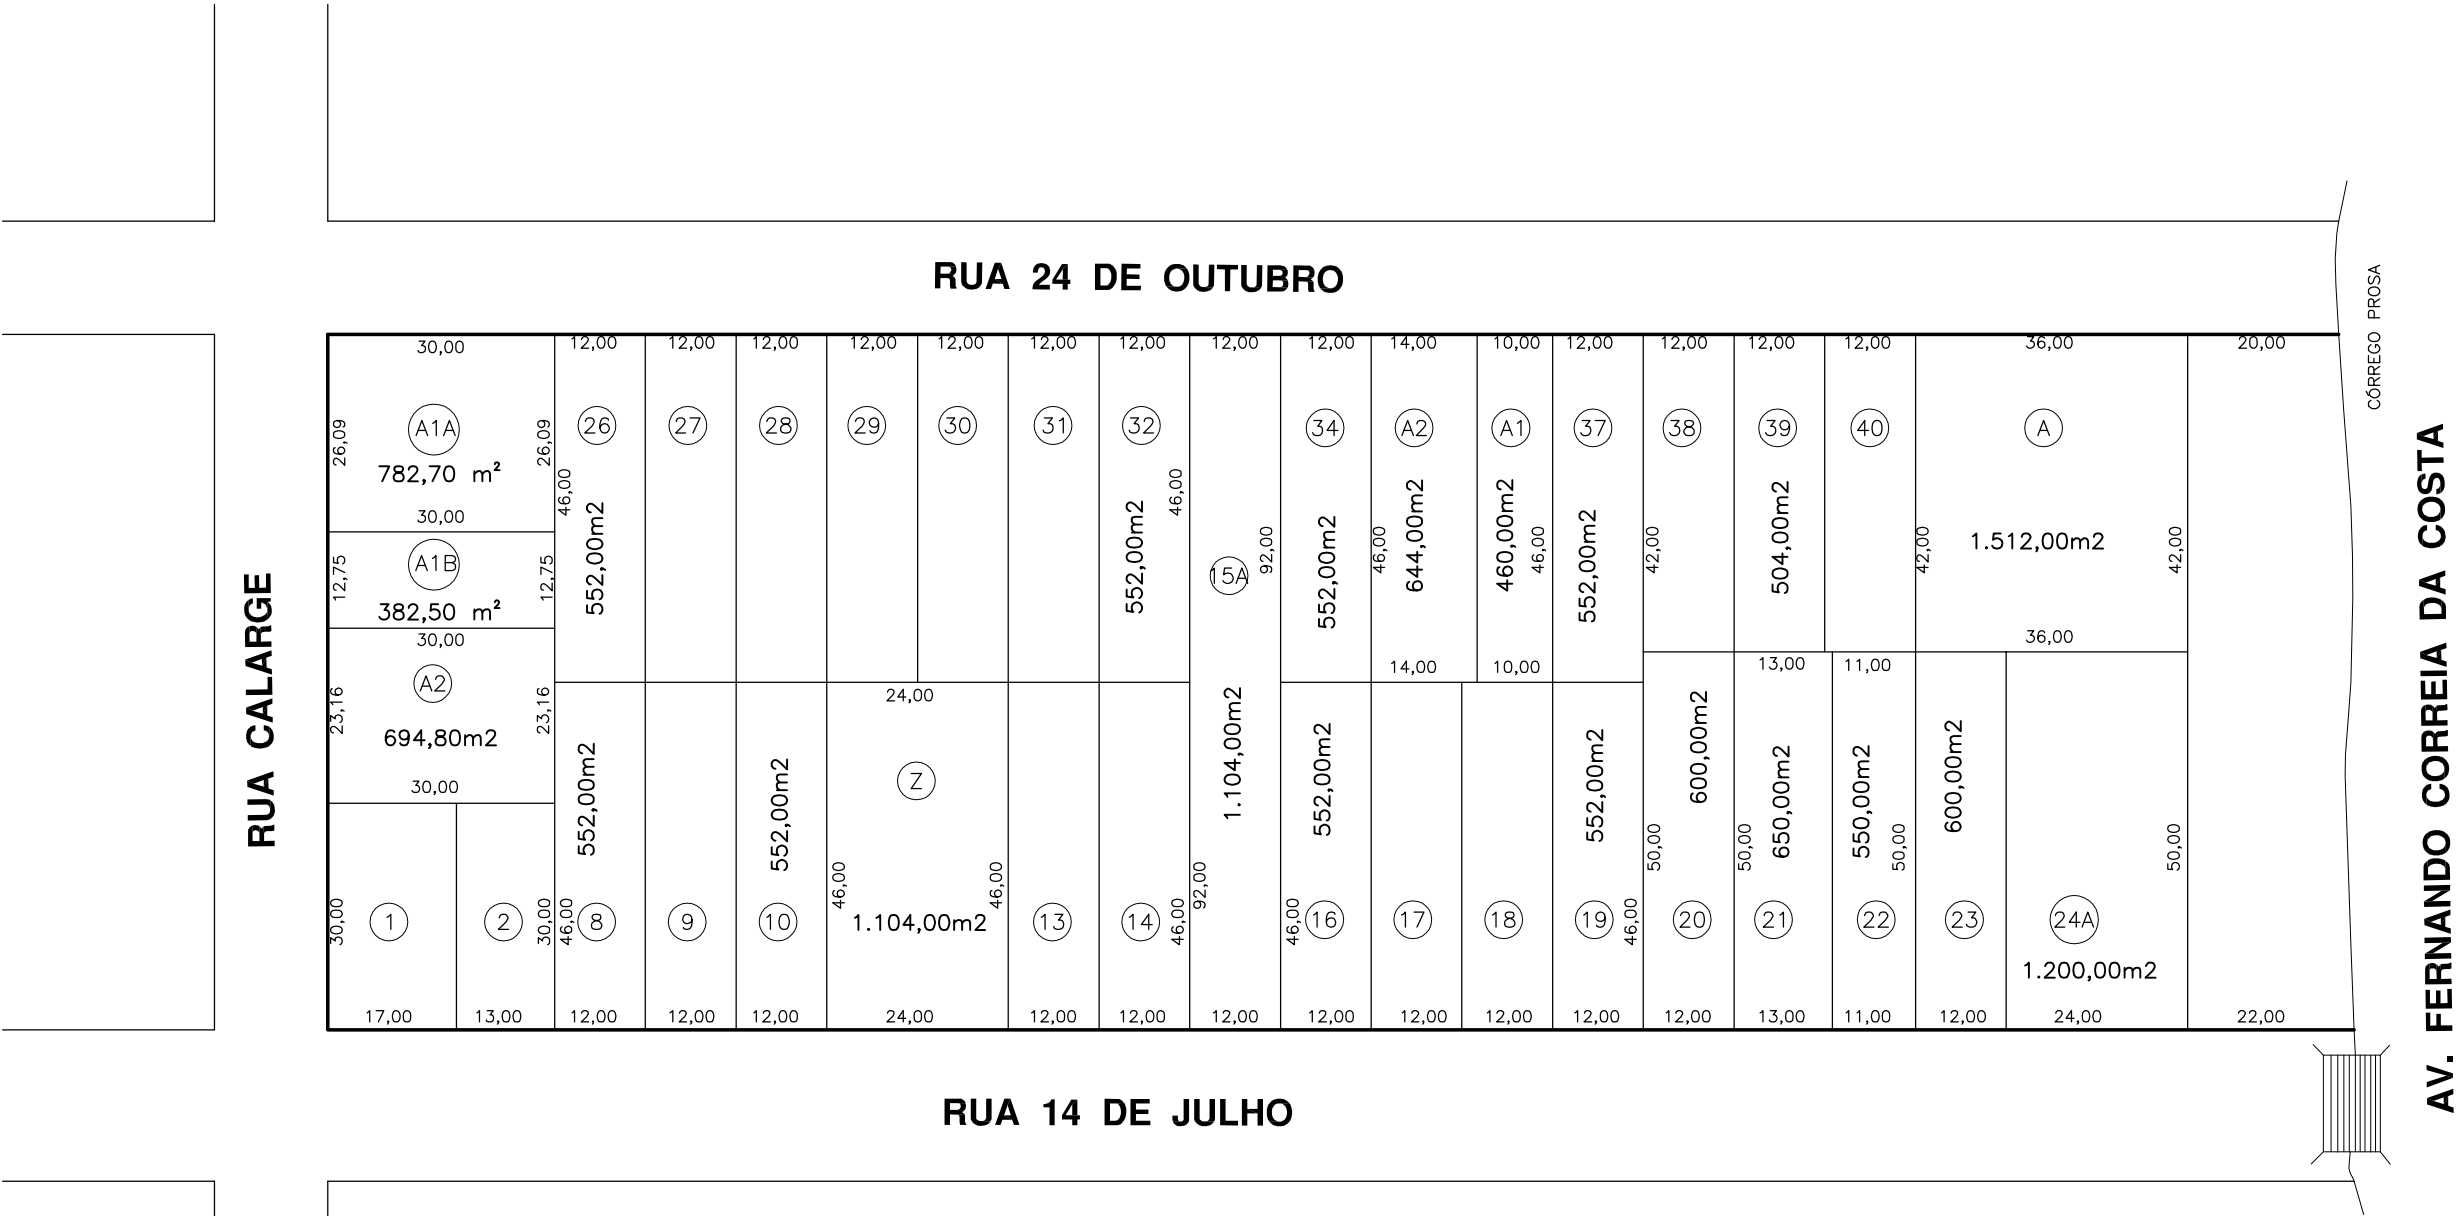 RUA 24 DE OUTUBRO
CÓRREGO PROSA
AV. FERNANDO CORREIA DA COSTA
RUA CALARGE
30,00
12,00
12,00
12,00
12,00
12,00
12,00
12,00
12,00
12,00
14,00
10,00
12,00
12,00
12,00
12,00
36,00
20,00
A1A
26,09
26,09
782,70 m²
30,00
A1B
12,75
12,75
382,50 m²
30,00
A2
23,16
23,16
694,80m2
30,00
26
46,00
552,00m2
27
28
29
30
31
32
46,00
552,00m2
15A
92,00
1.104,00m2
92,00
34
552,00m2
A2
46,00
644,00m2
14,00
A1
460,00m2
46,00
10,00
37
552,00m2
38
42,00
39
504,00m2
40
A
42,00
1.512,00m2
42,00
36,00
1
30,00
2
30,00
8
46,00
552,00m2
9
10
552,00m2
24,00
Z
46,00
46,00
1.104,00m2
13
14
46,00
16
46,00
552,00m2
17
18
19
552,00m2
46,00
20
50,00
600,00m2
13,00
21
50,00
650,00m2
11,00
22
550,00m2
50,00
23
600,00m2
24A
50,00
1.200,00m2
17,00
13,00
12,00
12,00
12,00
24,00
12,00
12,00
12,00
12,00
12,00
12,00
12,00
12,00
13,00
11,00
12,00
24,00
22,00
RUA 14 DE JULHO